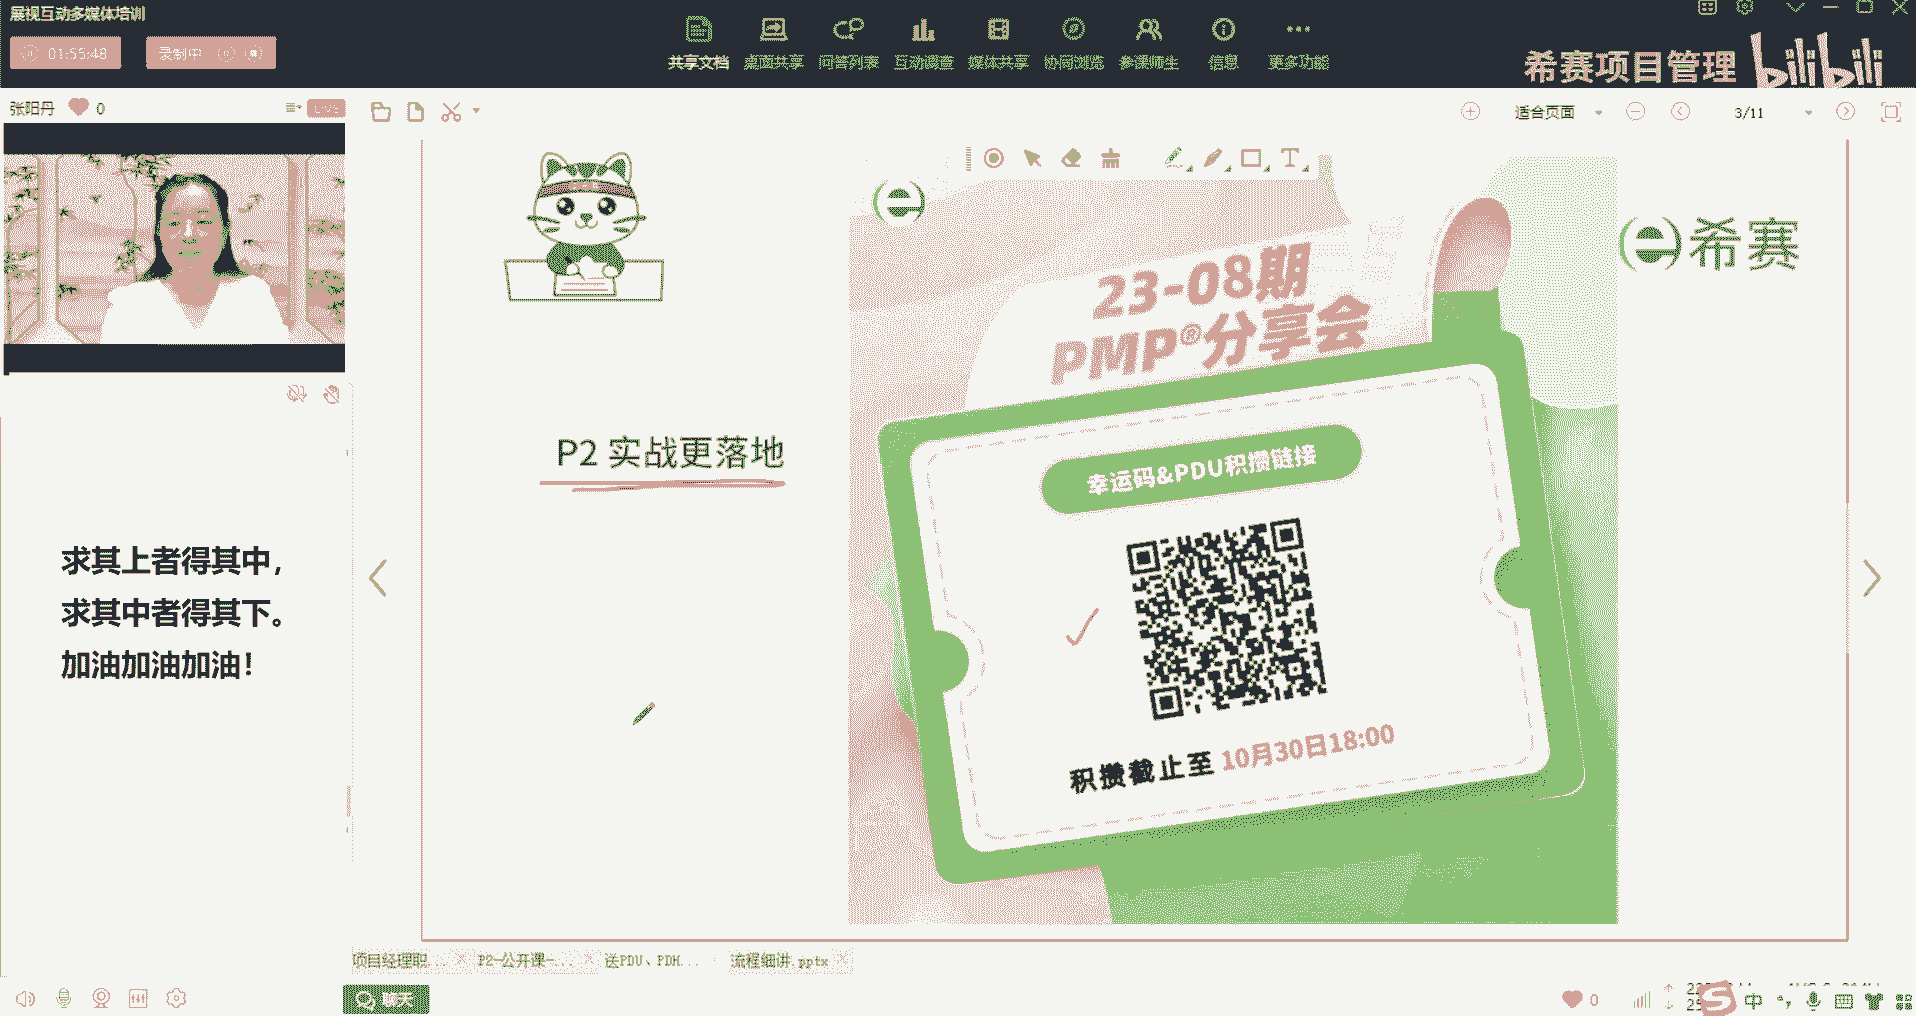 展视互动多媒体培训
01:55:48
录制中
共享文档
桌面共享
问答列表
互动调查
媒体共享
协同浏览
参课师生
信息
更多功能
希赛项目管理
bilibili
张阳丹
0
LIVE
适合页面
3/11
希赛
23-08期
PMP®分享会
P2 实战更落地
幸运码&PDU积攒链接
积攒截止至 10月30日18:00
求其上者得其中，
求其中者得其下。
加油加油加油！
项目经理职...
P2-公开课-...
送PDU、PDH...
流程细讲.pptx
聊天
0
中